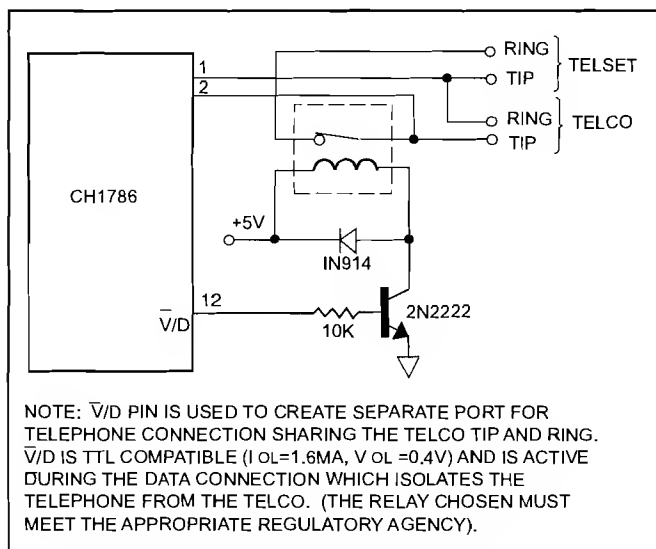 RING
TELSET
1
TIP
2
RING
TELCO
TIP
CH1786
+5V
IN914
12
V̅/D
10K
2N2222
NOTE: V̅/D PIN IS USED TO CREATE SEPARATE PORT FOR
TELEPHONE CONNECTION SHARING THE TELCO TIP AND RING.
V̅/D IS TTL COMPATIBLE (I OL=1.6MA, V OL =0,4V) AND IS ACTIVE
DURING THE DATA CONNECTION WHICH ISOLATES THE
TELEPHONE FROM THE TELCO. (THE RELAY CHOSEN MUST
MEET THE APPROPRIATE REGULATORY AGENCY).